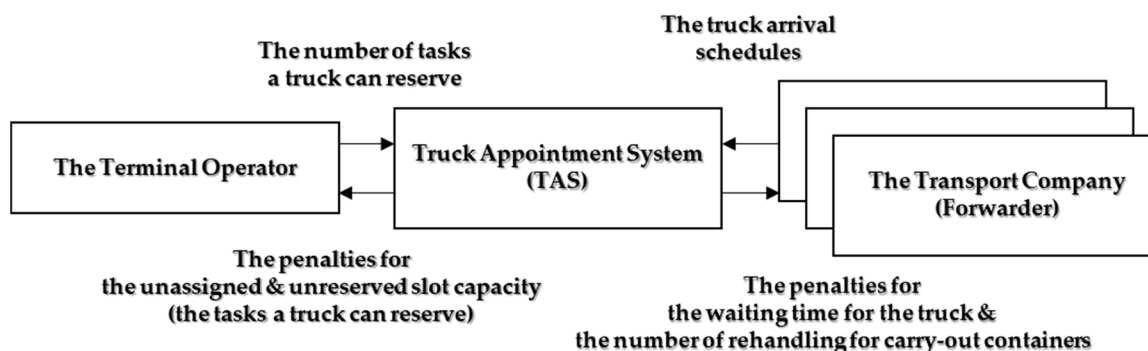 The number of tasks
a truck can reserve
The truck arrival
schedules
The Terminal Operator
Truck Appointment System
(TAS)
The Transport Company
(Forwarder)
The penalties for
the unassigned & unreserved slot capacity
(the tasks a truck can reserve)
The penalties for
the waiting time for the truck &
the number of rehandling for carry-out containers